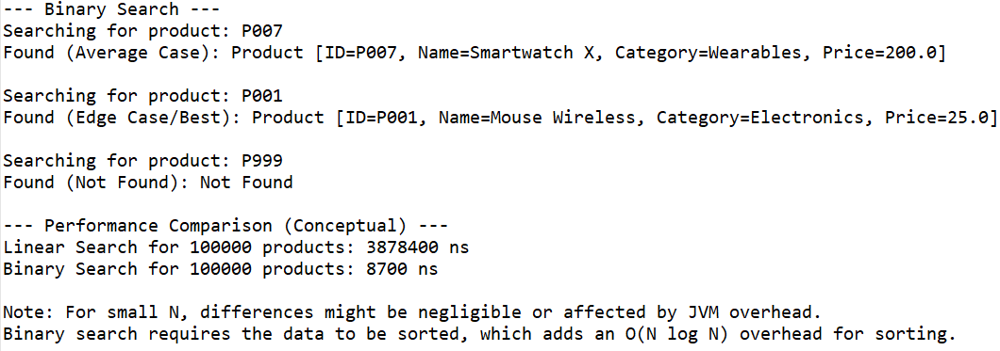 --- Binary Search ---
Searching for product: P007
Found (Average Case): Product [ID=P007, Name=Smartwatch X, Category=Wearables, Price=200.0]
Searching for product: P001
Found (Edge Case/Best): Product [ID=P001, Name=Mouse Wireless, Category=Electronics, Price=25.0]
Searching for product: P999
Found (Not Found): Not Found
--- Performance Comparison (Conceptual) ---
Linear Search for 100000 products: 3878400 ns
Binary Search for 100000 products: 8700 ns
Note: For small N, differences might be negligible or affected by JVM overhead.
Binary search requires the data to be sorted, which adds an O(N log N) overhead for sorting.